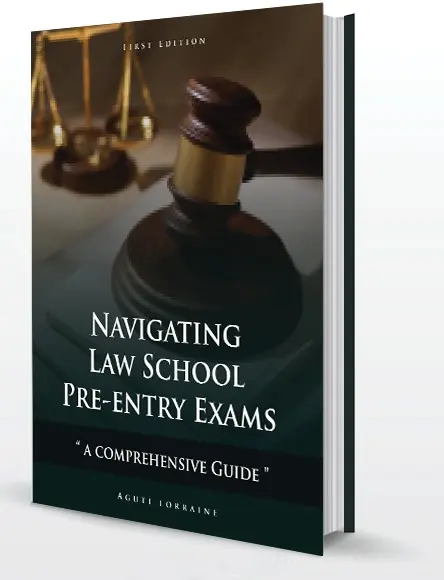 FIRST EDITION
NAVIGATING
LAW SCHOOL
PRE-ENTRY EXAMS
“ A COMPREHENSIVE GUIDE ”
AGUTI LORRAINE